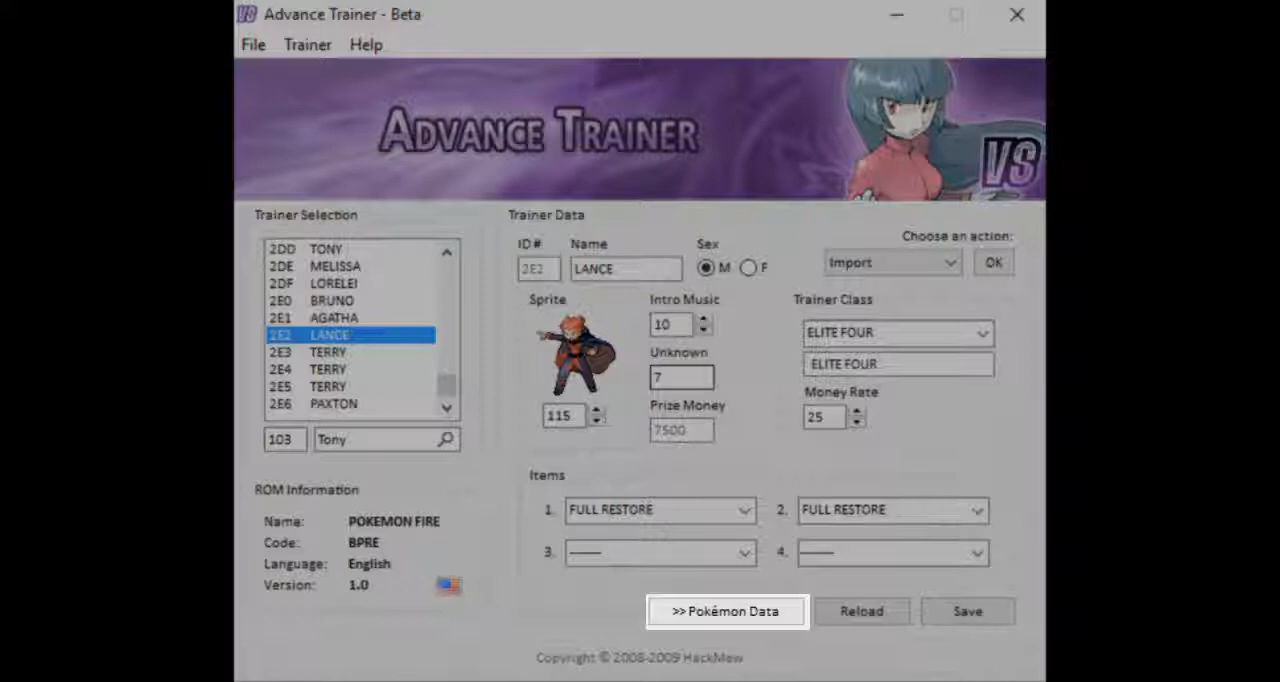 VS Advance Trainer - Beta
File Trainer Help
ADVANCE TRAINER
VS
Trainer Selection
2DD TONY
2DE MELISSA
2DF LORELEI
2E0 BRUNO
2E1 AGATHA
2E2 LANCE
2E3 TERRY
2E4 TERRY
2E5 TERRY
2E6 PAXTON
103 Tony
ROM Information
Name: POKEMON FIRE
Code: BPRE
Language: English
Version: 1.0
Trainer Data
ID # Name Sex
2E2 LANCE M F
Choose an action:
Import OK
Sprite
115
Intro Music
10
Unknown
7
Prize Money
7500
Trainer Class
ELITE FOUR
ELITE FOUR
Money Rate
25
Items
1. FULL RESTORE 2. FULL RESTORE
3. —— 4. ——
>> Pokémon Data Reload Save
Copyright © 2008-2009 HackMew